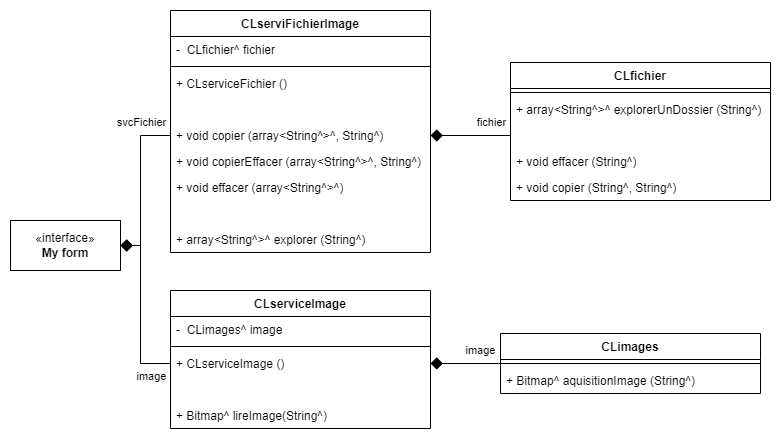 CLserviFichierImage
- CLfichier^ fichier
+ CLserviceFichier ()
+ void copier (array<String^>^, String^)
+ void copierEffacer (array<String^>^, String^)
+ void effacer (array<String^>^)
+ array<String^>^ explorer (String^)
CLfichier
+ array<String^>^ explorerUnDossier (String^)
+ void effacer (String^)
+ void copier (String^, String^)
svcFichier
fichier
«interface»
My form
CLserviceImage
- CLimages^ image
+ CLserviceImage ()
+ Bitmap^ lireImage(String^)
image
image
CLimages
+ Bitmap^ aquisitionImage (String^)